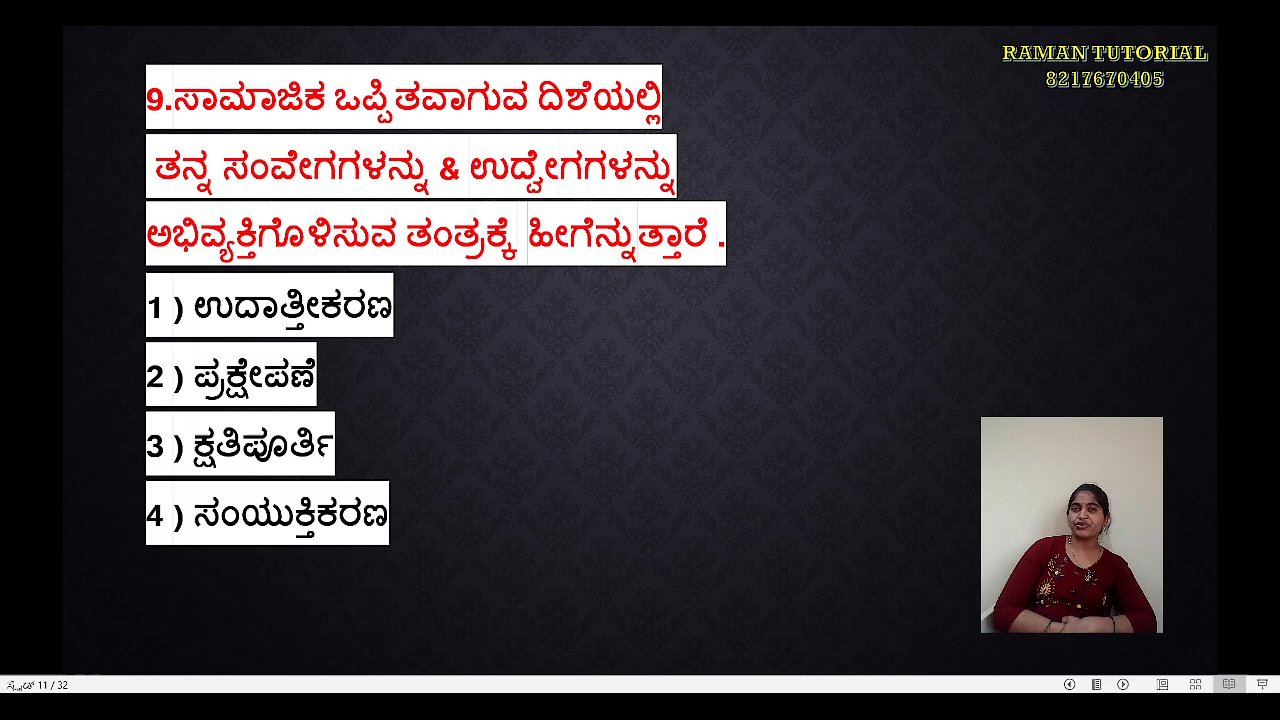 RAMAN TUTORIAL
8217670405
9.ಸಾಮಾಜಿಕ ಒಪ್ಪಿತವಾಗುವ ದಿಶೆಯಲ್ಲಿ
ತನ್ನ ಸಂವೇಗಗಳನ್ನು & ಉದ್ವೇಗಗಳನ್ನು
ಅಭಿವ್ಯಕ್ತಿಗೊಳಿಸುವ ತಂತ್ರಕ್ಕೆ ಹೀಗೆನ್ನುತ್ತಾರೆ .
1 ) ಉದಾತ್ತೀಕರಣ
2 ) ಪ್ರಕ್ಷೇಪಣೆ
3 ) ಕ್ಷತಿಪೂರ್ತಿ
4 ) ಸಂಯುಕ್ತಿಕರಣ
ಸ್ಲೈಡ್ 11 / 32